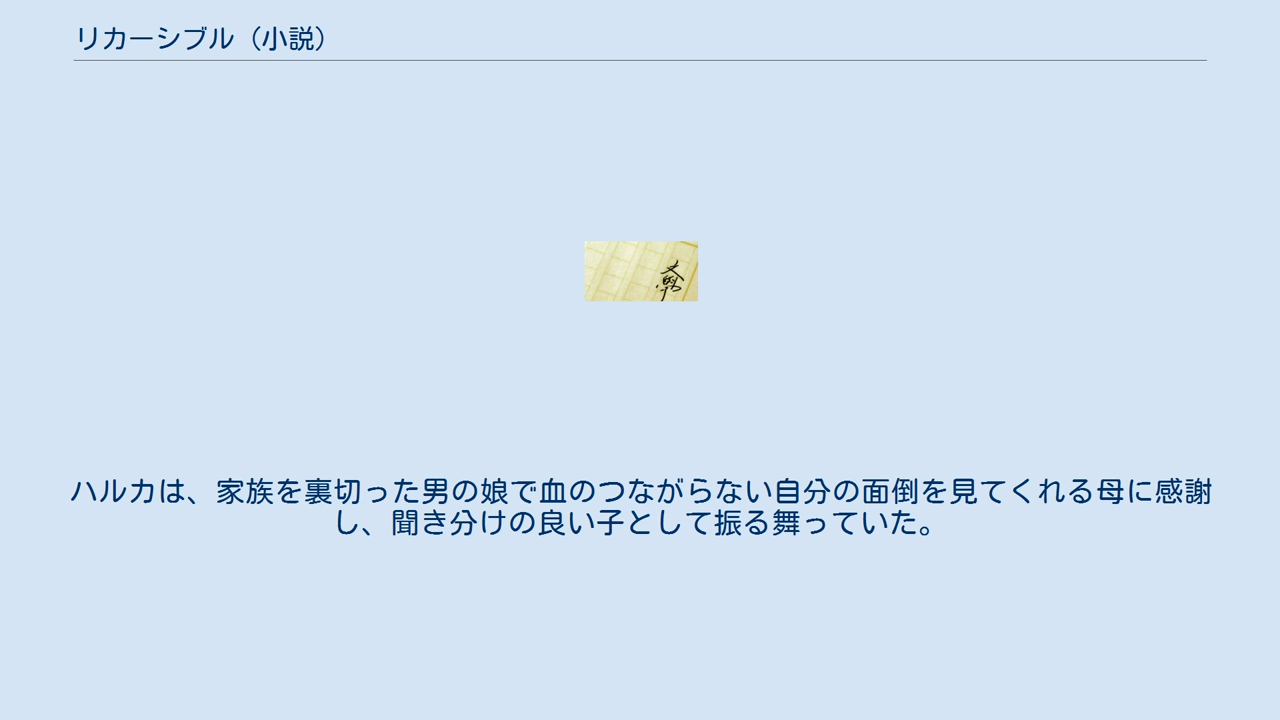 リカーシブル（小説）
ハルカは、家族を裏切った男の娘で血のつながらない自分の面倒を見てくれる母に感謝
し、聞き分けの良い子として振る舞っていた。